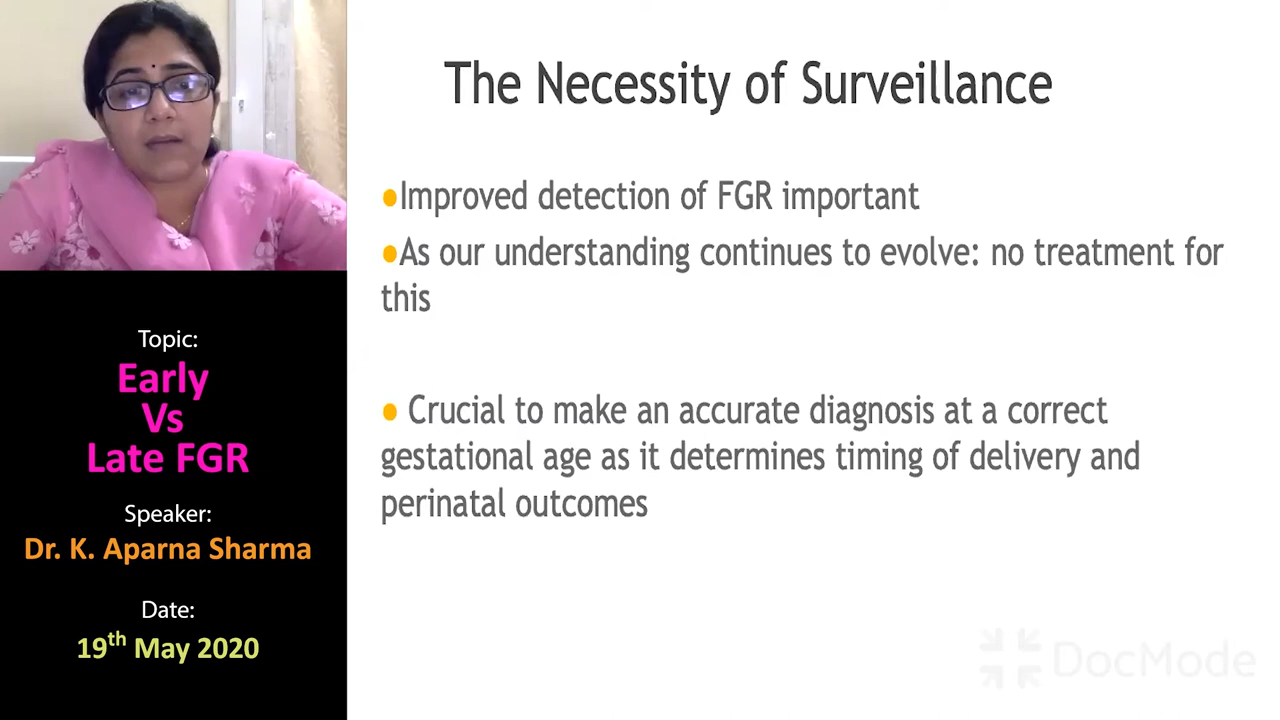 The Necessity of Surveillance
●Improved detection of FGR important
●As our understanding continues to evolve: no treatment for
this
● Crucial to make an accurate diagnosis at a correct
gestational age as it determines timing of delivery and
perinatal outcomes
Topic:
Early
Vs
Late FGR
Speaker:
Dr. K. Aparna Sharma
Date:
19th May 2020
DocMode